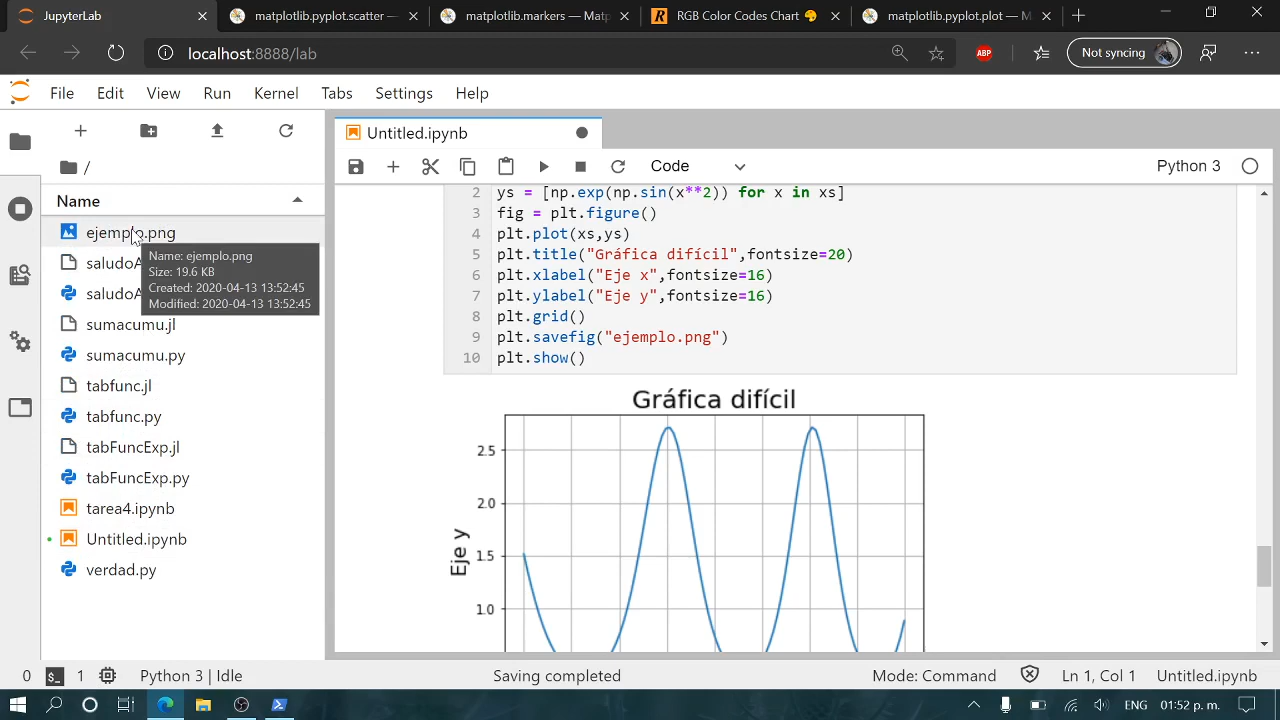 JupyterLab
matplotlib.pyplot.scatter —
matplotlib.markers — Mat
RGB Color Codes Chart
matplotlib.pyplot.plot — M
localhost:8888/lab
ABP
Not syncing
File Edit View Run Kernel Tabs Settings Help
Untitled.ipynb
/
Code
Python 3
Name
ejemplo.png
Name: ejemplo.png
Size: 19.6 KB
Created: 2020-04-13 13:52:45
Modified: 2020-04-13 13:52:45
saludoA
saludoA
sumacumu.jl
sumacumu.py
tabfunc.jl
tabfunc.py
tabFuncExp.jl
tabFuncExp.py
tarea4.ipynb
Untitled.ipynb
verdad.py
2 ys = [np.exp(np.sin(x**2)) for x in xs]
3 fig = plt.figure()
4 plt.plot(xs,ys)
5 plt.title("Gráfica difícil",fontsize=20)
6 plt.xlabel("Eje x",fontsize=16)
7 plt.ylabel("Eje y",fontsize=16)
8 plt.grid()
9 plt.savefig("ejemplo.png")
10 plt.show()
Gráfica difícil
2.5
2.0
Eje y
1.5
1.0
0 1 Python 3 | Idle Saving completed Mode: Command Ln 1, Col 1 Untitled.ipynb
ENG 01:52 p. m.